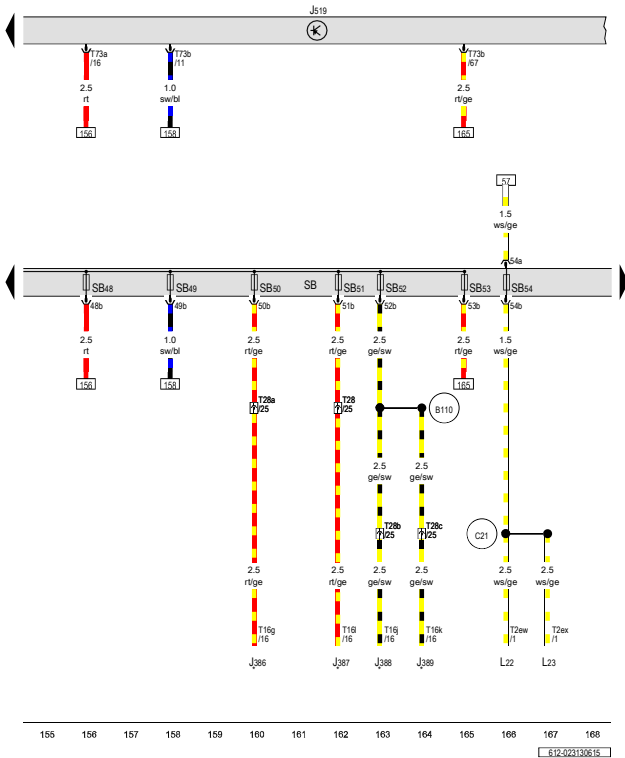 J519
T73a T73b T73b
/16 /11 /67
2.5 1.0 2.5
rt sw/bl rt/ge
156 158 165
57
1.5
ws/ge
54a
SB48 SB49 SB50 SB SB51 SB52 SB53 SB54
48b 49b 50b 51b 52b 53b 54b
2.5 1.0 2.5 2.5 2.5 2.5 1.5
rt sw/bl rt/ge rt/ge ge/sw rt/ge ws/ge
156 158 165
T28a T28
/25 /25
B110
2.5 2.5
ge/sw ge/sw
T28b T28c
/25 /25
C21
2.5 2.5 2.5 2.5 2.5 2.5
rt/ge rt/ge ge/sw ge/sw ws/ge ws/ge
T16g T16l T16j T16k T2ew T2ex
/16 /16 /16 /16 /1 /1
J386 J387 J388 J389 L22 L23
155 156 157 158 159 160 161 162 163 164 165 166 167 168
612-023130615